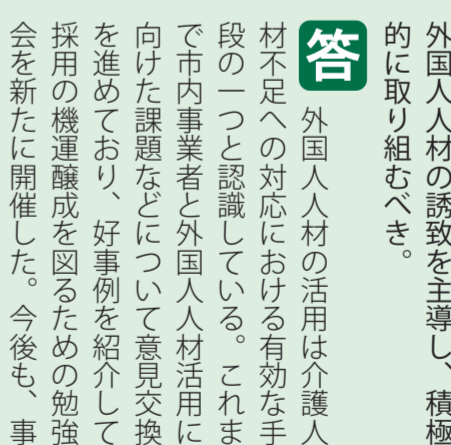 外国人人材の誘致を主導し、積極
的に取り組むべき。
答
外国人人材の活用は介護人
材不足への対応における有効な手
段の一つと認識している。これま
で市内事業者と外国人人材活用に
向けた課題などについて意見交換
を進めており、好事例を紹介して
採用の機運醸成を図るための勉強
会を新たに開催した。今後も、事